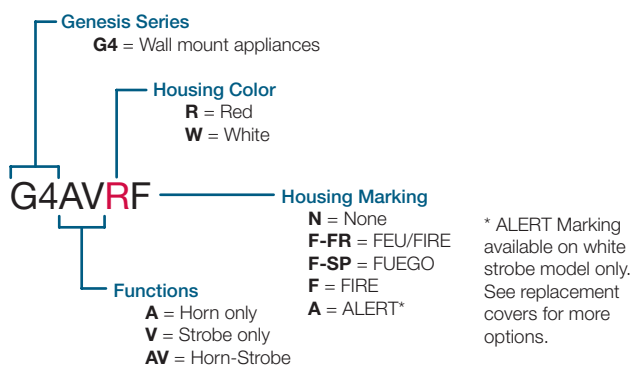 Genesis Series
G4 = Wall mount appliances
Housing Color
R = Red
W = White
G4AVRF
Housing Marking
N = None
F-FR = FEU/FIRE
F-SP = FUEGO
F = FIRE
A = ALERT*
* ALERT Marking
available on white
strobe model only.
See replacement
covers for more
options.
Functions
A = Horn only
V = Strobe only
AV = Horn-Strobe